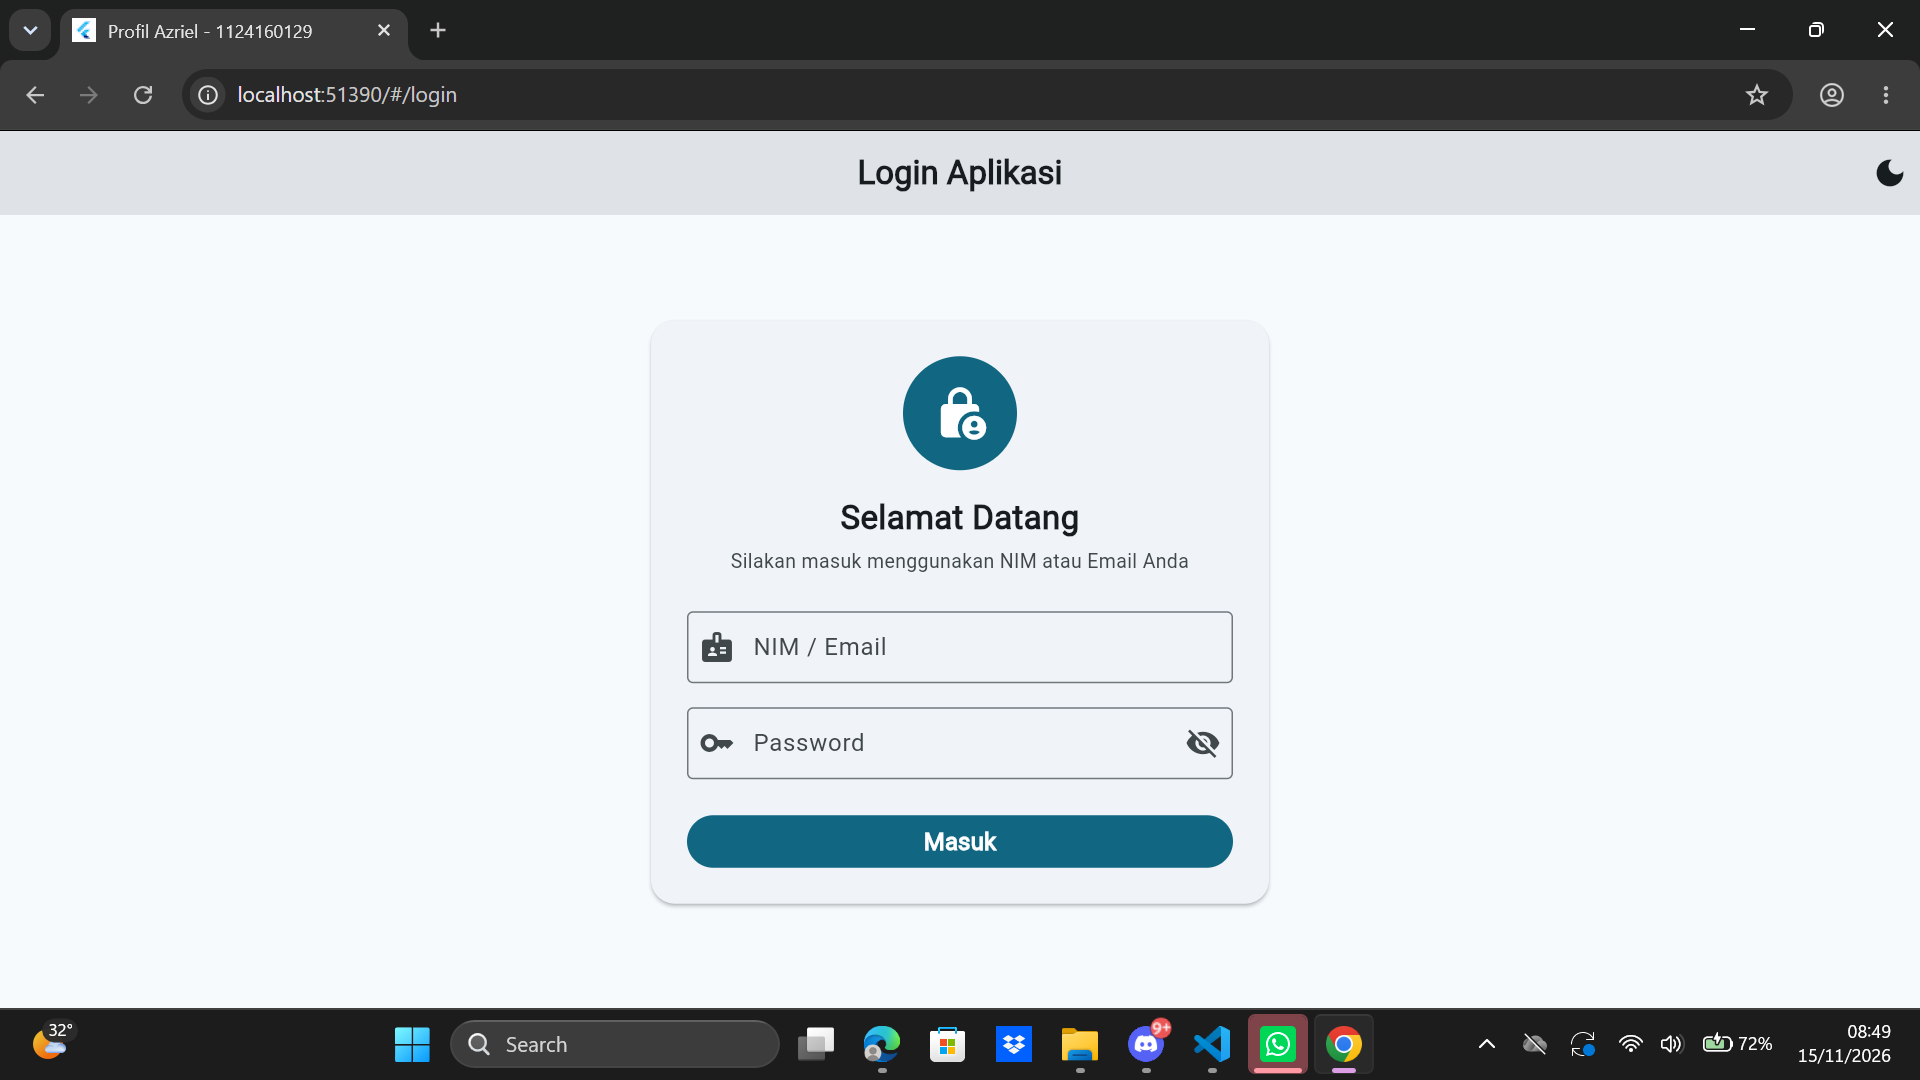 Profil Azriel - 1124160129
localhost:51390/#/login
Login Aplikasi
Selamat Datang
Silakan masuk menggunakan NIM atau Email Anda
NIM / Email
Password
Masuk
32°
Search
9+
72%
08:49
15/11/2026